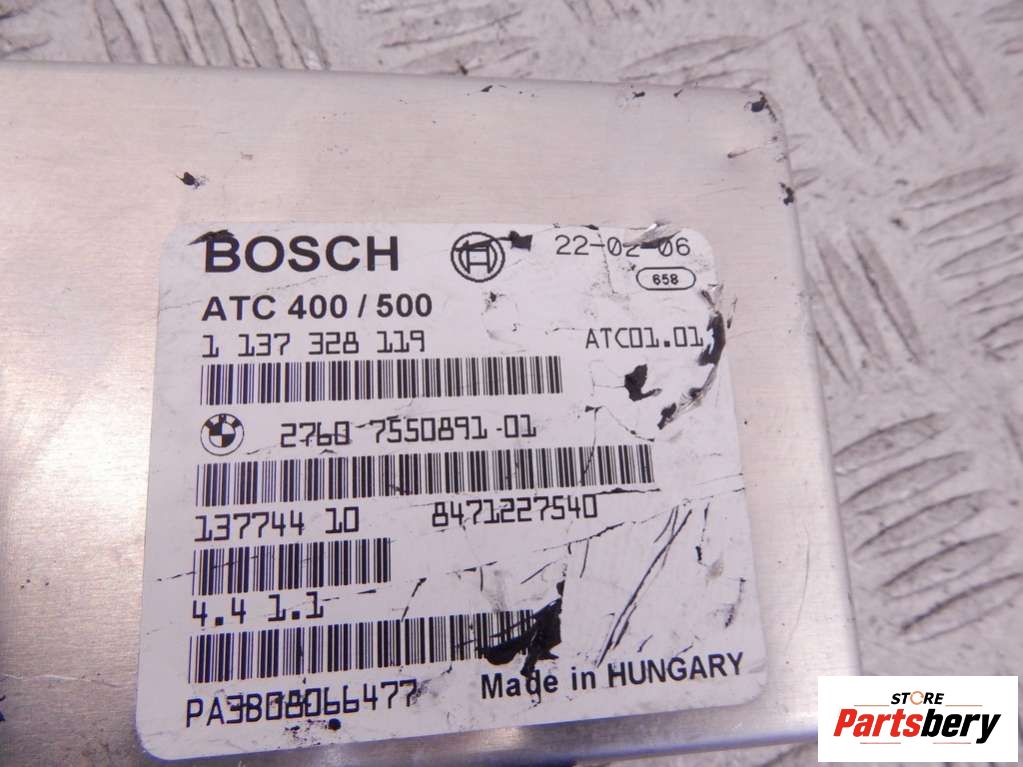 BOSCH 22-02-06
658
ATC 400 / 500
1 137 328 119 ATC01.01
2760 7550891-01
137744 10 8471227540
4.4 1.1
Made in HUNGARY
PA3808066477
STORE
Partsbery